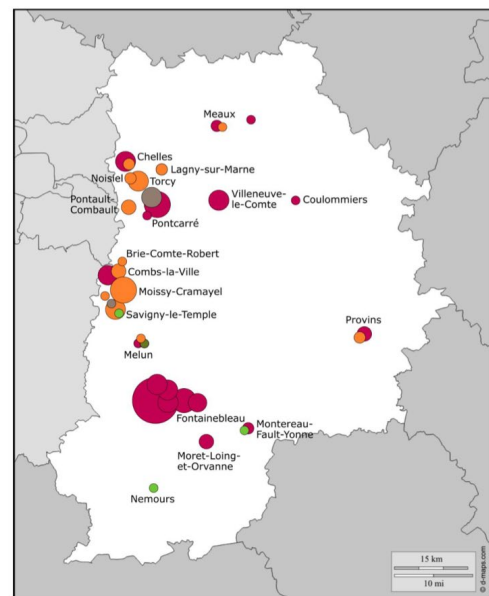 Meaux
Chelles
Lagny-sur-Marne
Noisiel
Torcy
Pontault-
Combault
Villeneuve-
le-Comte
Coulommiers
Pontcarré
Brie-Comte-Robert
Combs-la-Ville
Moissy-Cramayel
Savigny-le-Temple
Provins
Melun
Fontainebleau
Montereau-
Fault-Yonne
Moret-Loing-
et-Orvanne
Nemours
15 km
10 mi
© d-maps.com